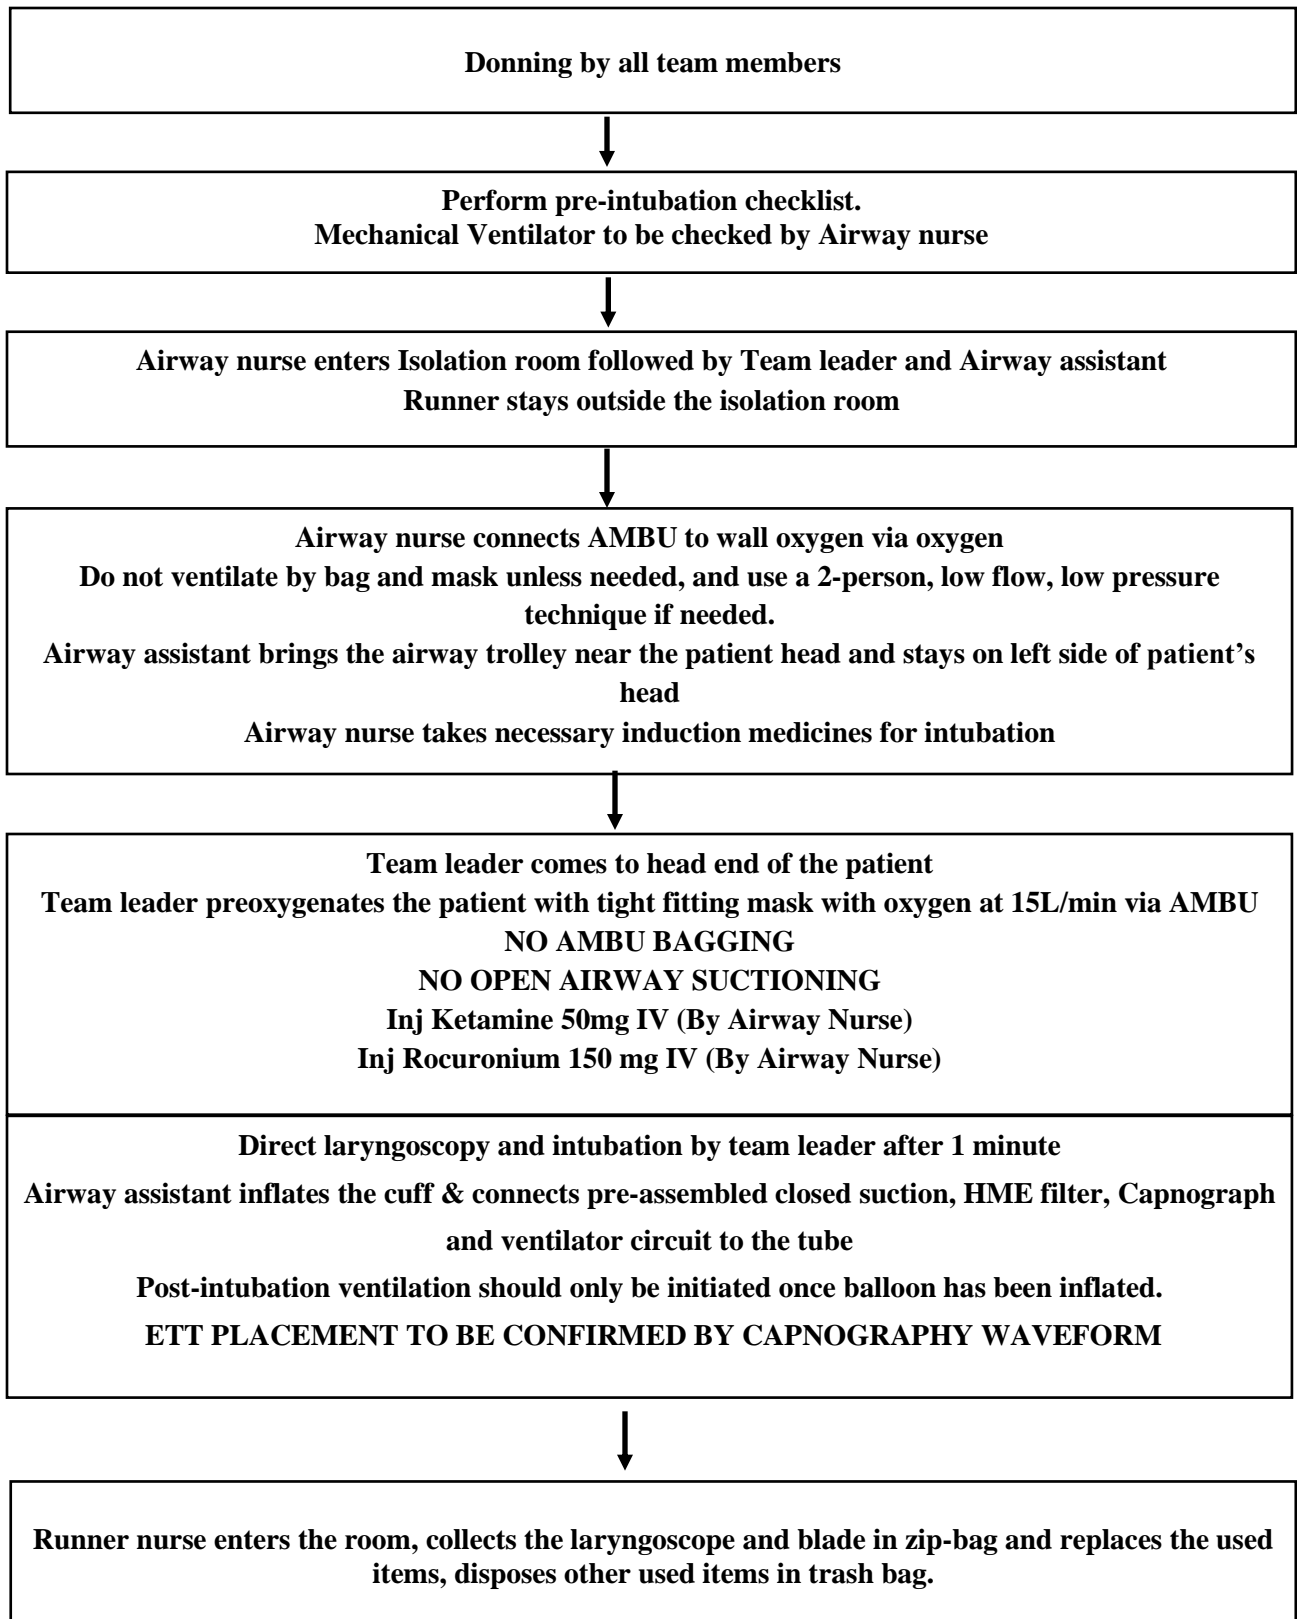 Donning by all team members
Perform pre-intubation checklist.
Mechanical Ventilator to be checked by Airway nurse
Airway nurse enters Isolation room followed by Team leader and Airway assistant
Runner stays outside the isolation room
Airway nurse connects AMBU to wall oxygen via oxygen
Do not ventilate by bag and mask unless needed, and use a 2-person, low flow, low pressure
technique if needed.
Airway assistant brings the airway trolley near the patient head and stays on left side of patient’s
head
Airway nurse takes necessary induction medicines for intubation
Team leader comes to head end of the patient
Team leader preoxygenates the patient with tight fitting mask with oxygen at 15L/min via AMBU
NO AMBU BAGGING
NO OPEN AIRWAY SUCTIONING
Inj Ketamine 50mg IV (By Airway Nurse)
Inj Rocuronium 150 mg IV (By Airway Nurse)
Direct laryngoscopy and intubation by team leader after 1 minute
Airway assistant inflates the cuff & connects pre-assembled closed suction, HME filter, Capnograph
and ventilator circuit to the tube
Post-intubation ventilation should only be initiated once balloon has been inflated.
ETT PLACEMENT TO BE CONFIRMED BY CAPNOGRAPHY WAVEFORM
Runner nurse enters the room, collects the laryngoscope and blade in zip-bag and replaces the used
items, disposes other used items in trash bag.